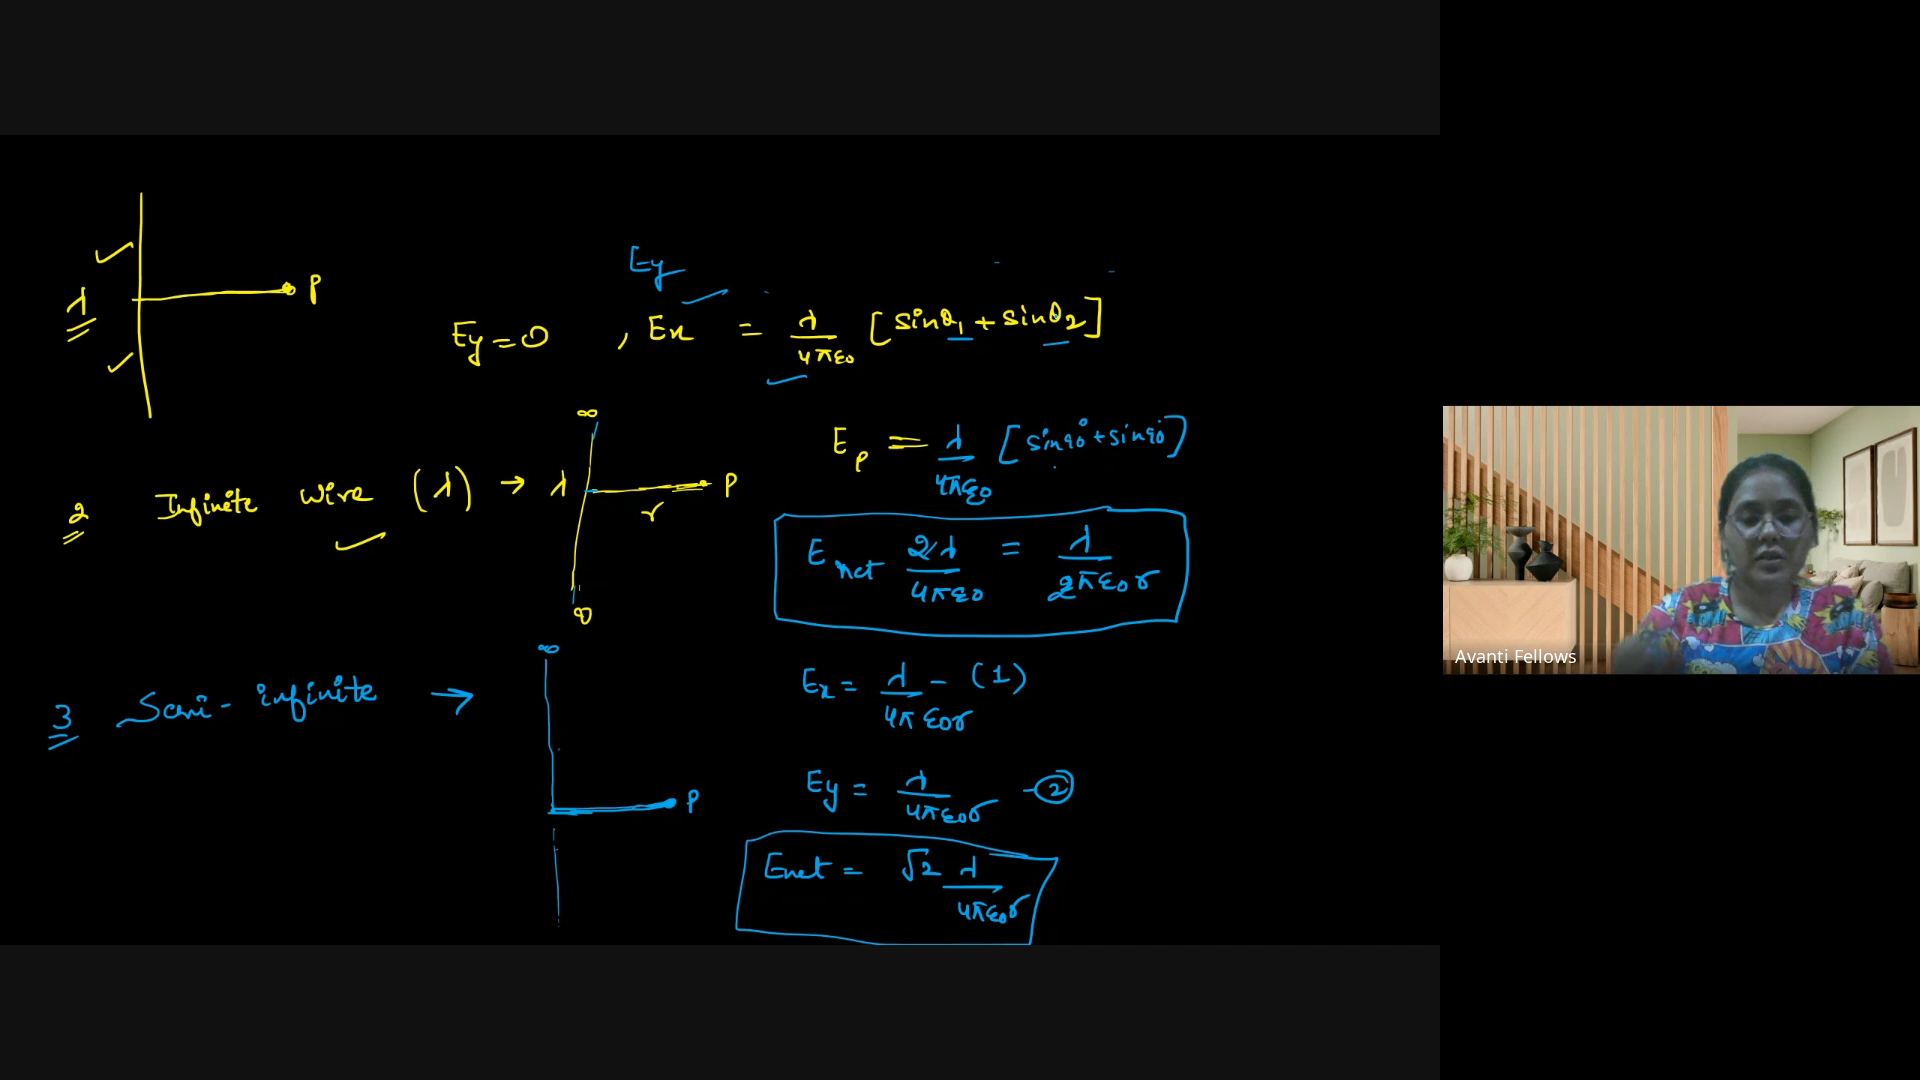 λ
P
Ey
Ey = 0 , Ex = λ/4πε0 [sinθ1 + sinθ2]
2 Infinite wire (λ) → λ
∞
r
P
∞
Ep = λ/4πε0 [sin90° + sin90°]
E net 2λ/4πε0 = λ/2πε0r
3 Semi-infinite →
∞
P
Ex = λ/4πε0r - (1)
Ey = λ/4πε0r - 2
Enet = √2 λ/4πε0r
Avanti Fellows